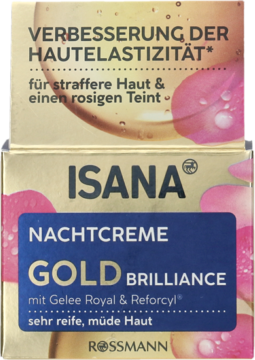 VERBESSERUNG DER
HAUTELASTIZITÄT*
für straffere Haut &
einen rosigen Teint
ISANA
NACHTCREME
GOLD BRILLIANCE
mit Gelee Royal & Reforcyl®
sehr reife, müde Haut
ROSSMANN